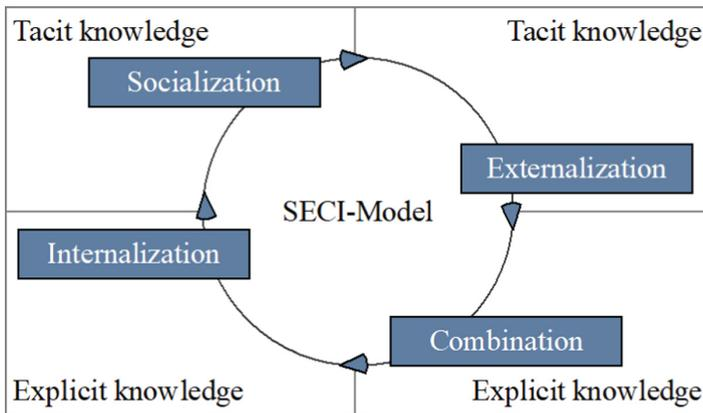 Tacit knowledge
Tacit knowledge
Socialization
Externalization
SECI-Model
Internalization
Combination
Explicit knowledge
Explicit knowledge